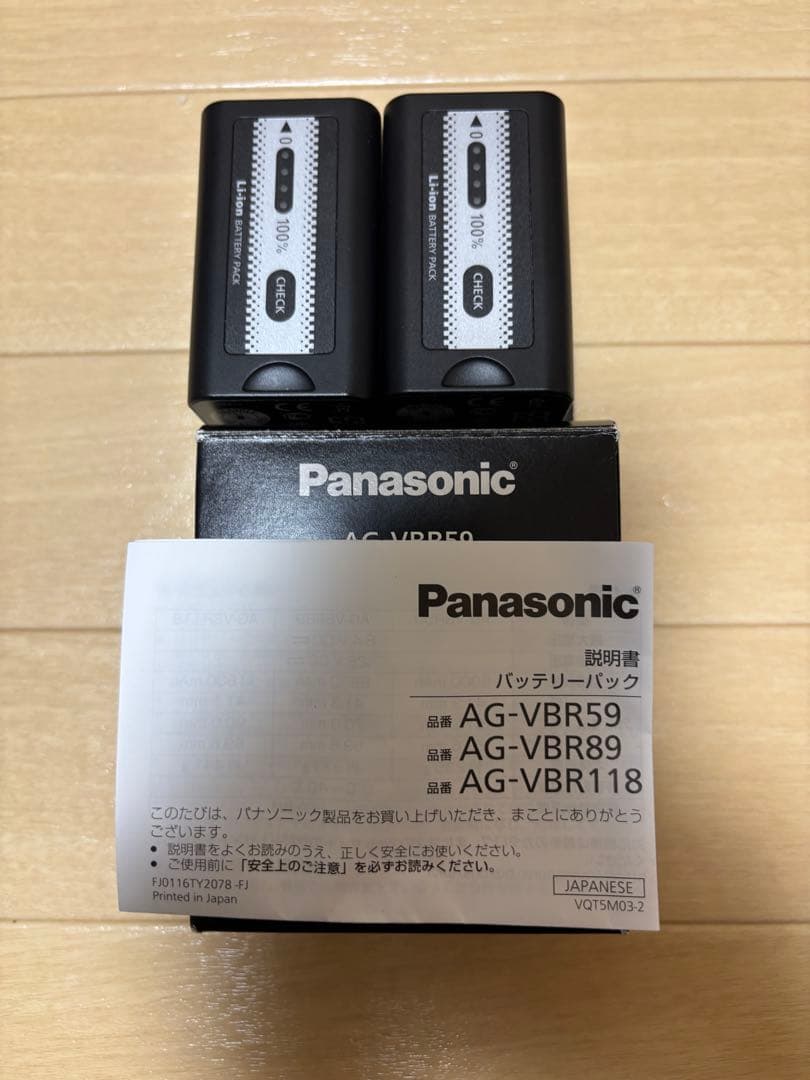 0 100% CHECK
Li-ion BATTERY PACK
0 100% CHECK
Li-ion BATTERY PACK
Panasonic®
AG-VBR59
Panasonic®
説明書
バッテリーパック
品番 AG-VBR59
品番 AG-VBR89
品番 AG-VBR118
このたびは、パナソニック製品をお買い上げいただき、まことにありがとう
ございます。
● 説明書をよくお読みのうえ、正しく安全にお使いください。
● ご使用前に「安全上のご注意」を必ずお読みください。
FJ0116TY2078 -FJ
Printed in Japan
JAPANESE
VQT5M03-2